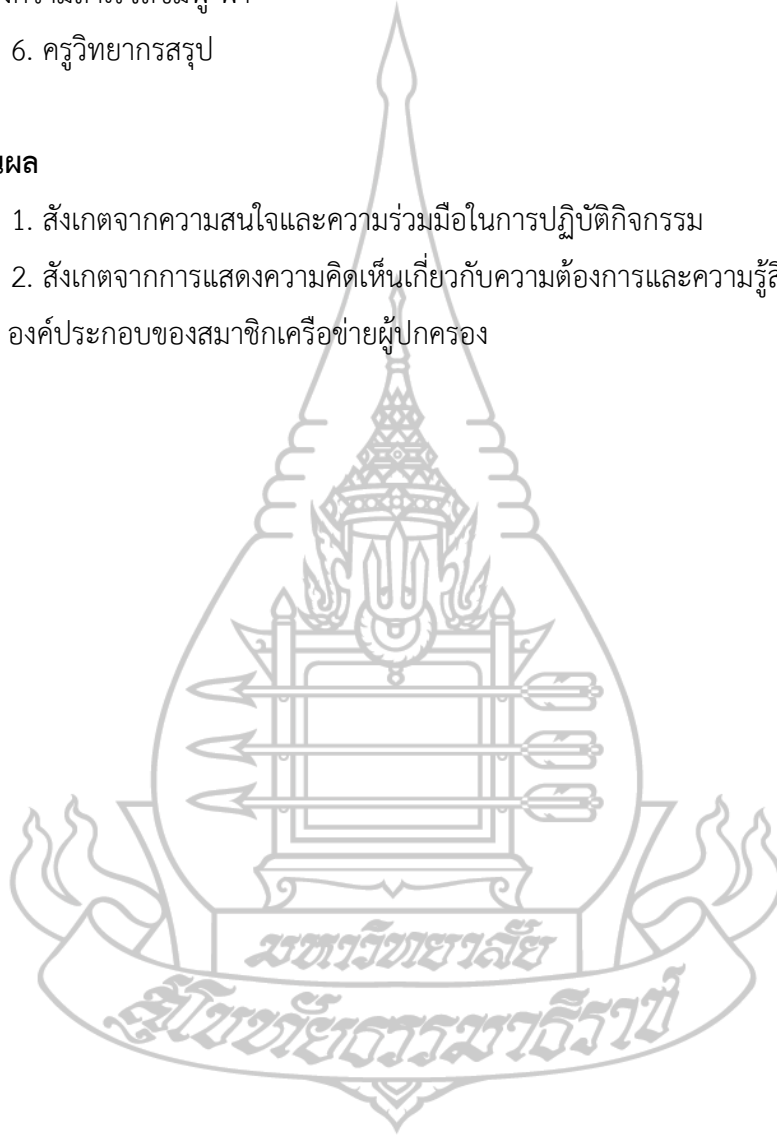 6. ครูวิทยากรสรุป
นผล
1. สังเกตจากความสนใจและความร่วมมือในการปฏิบัติกิจกรรม
2. สังเกตจากการแสดงความคิดเห็นเกี่ยวกับความต้องการและความรู้สึ
องค์ประกอบของสมาชิกเครือข่ายผู้ปกครอง
มหาวิทยาลัย
สุโขทัยธรรมาธิราช